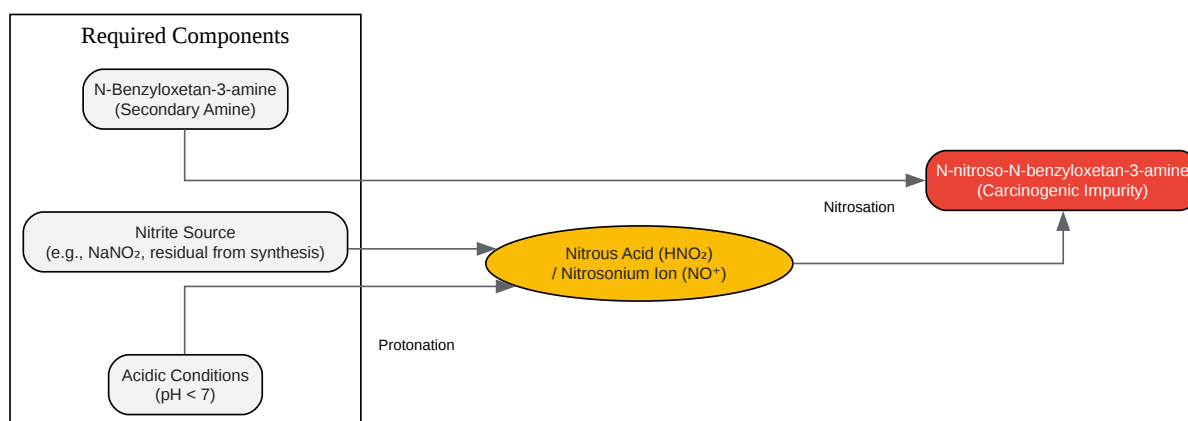 Required Components
N-Benzyloxetan-3-amine
(Secondary Amine)
N-nitroso-N-benzyloxetan-3-amine
(Carcinogenic Impurity)
Nitrosation
Nitrite Source
(e.g., NaNO₂, residual from synthesis)
Nitrous Acid (HNO₂)
/ Nitrosonium Ion (NO⁺)
Protonation
Acidic Conditions
(pH < 7)